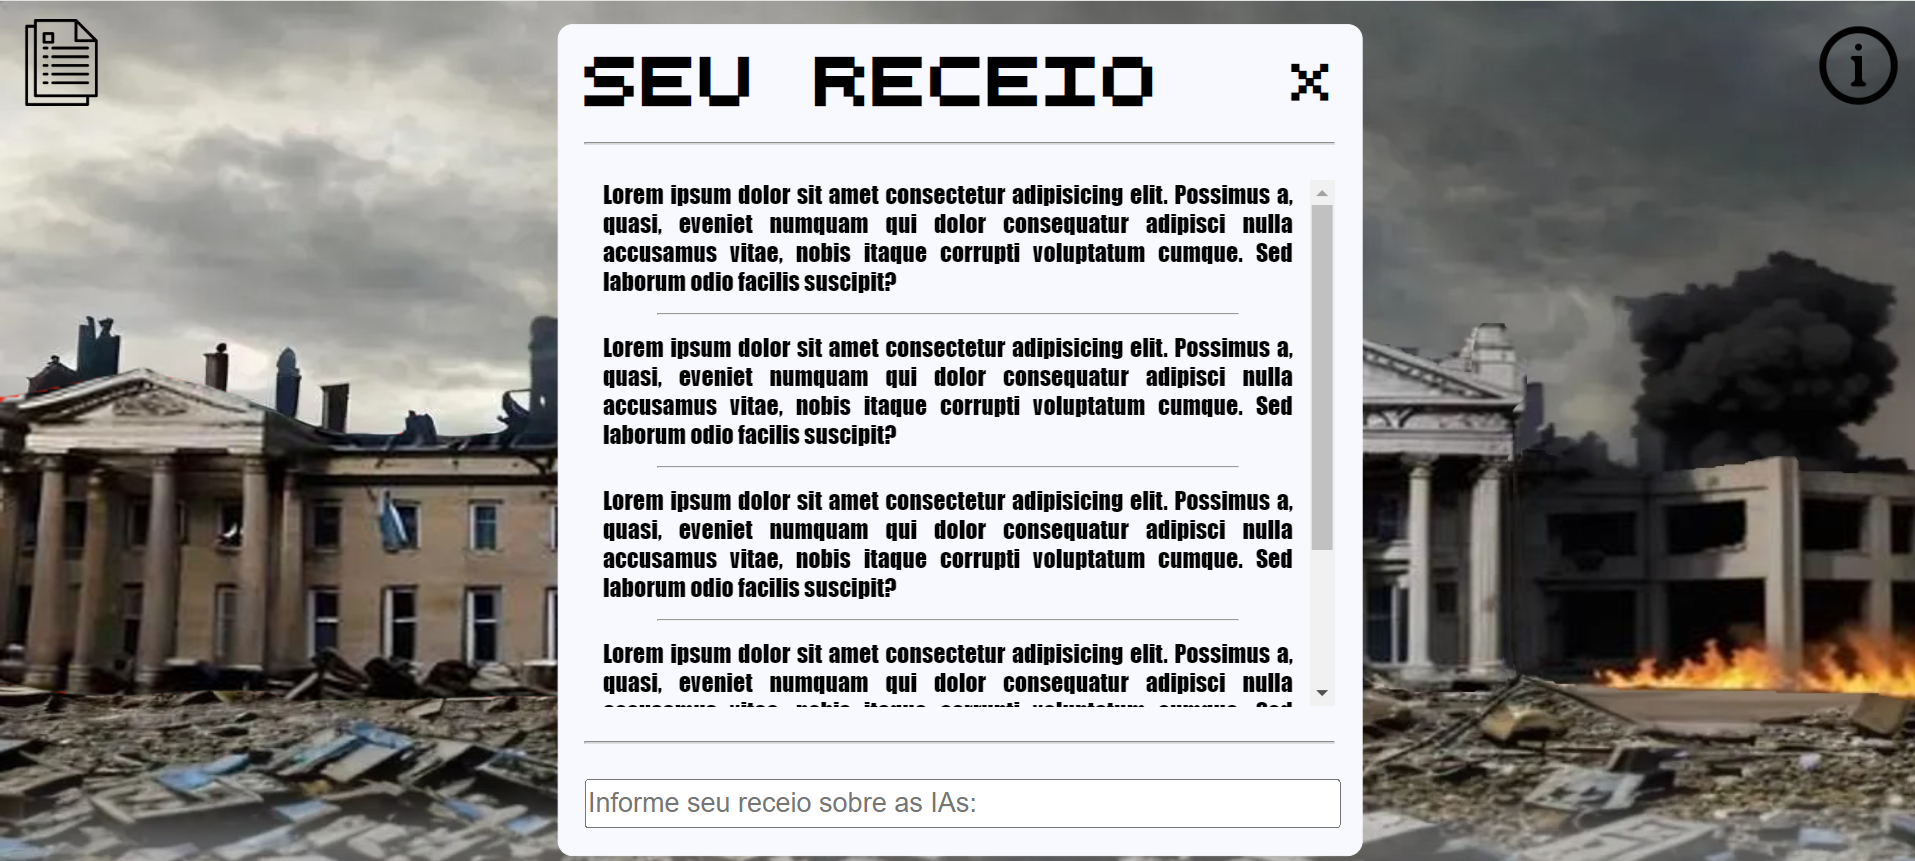 SEU RECEIO X
Lorem ipsum dolor sit amet consectetur adipisicing elit. Possimus a,
quasi, eveniet numquam qui dolor consequatur adipisci nulla
accusamus vitae, nobis itaque corrupti voluptatum cumque. Sed
laborum odio facilis suscipit?
Lorem ipsum dolor sit amet consectetur adipisicing elit. Possimus a,
quasi, eveniet numquam qui dolor consequatur adipisci nulla
accusamus vitae, nobis itaque corrupti voluptatum cumque. Sed
laborum odio facilis suscipit?
Lorem ipsum dolor sit amet consectetur adipisicing elit. Possimus a,
quasi, eveniet numquam qui dolor consequatur adipisci nulla
accusamus vitae, nobis itaque corrupti voluptatum cumque. Sed
laborum odio facilis suscipit?
Lorem ipsum dolor sit amet consectetur adipisicing elit. Possimus a,
quasi, eveniet numquam qui dolor consequatur adipisci nulla
Informe seu receio sobre as IAs: